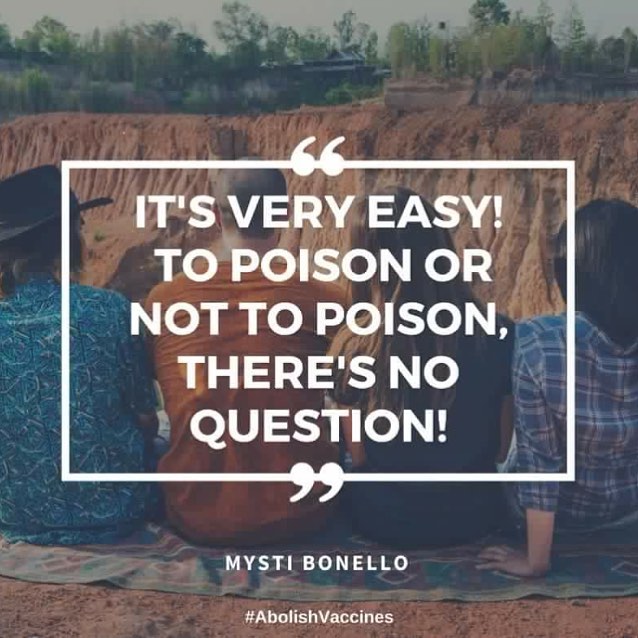 “
IT'S VERY EASY!
TO POISON OR
NOT TO POISON,
THERE'S NO
QUESTION!
”
MYSTI BONELLO
#AbolishVaccines